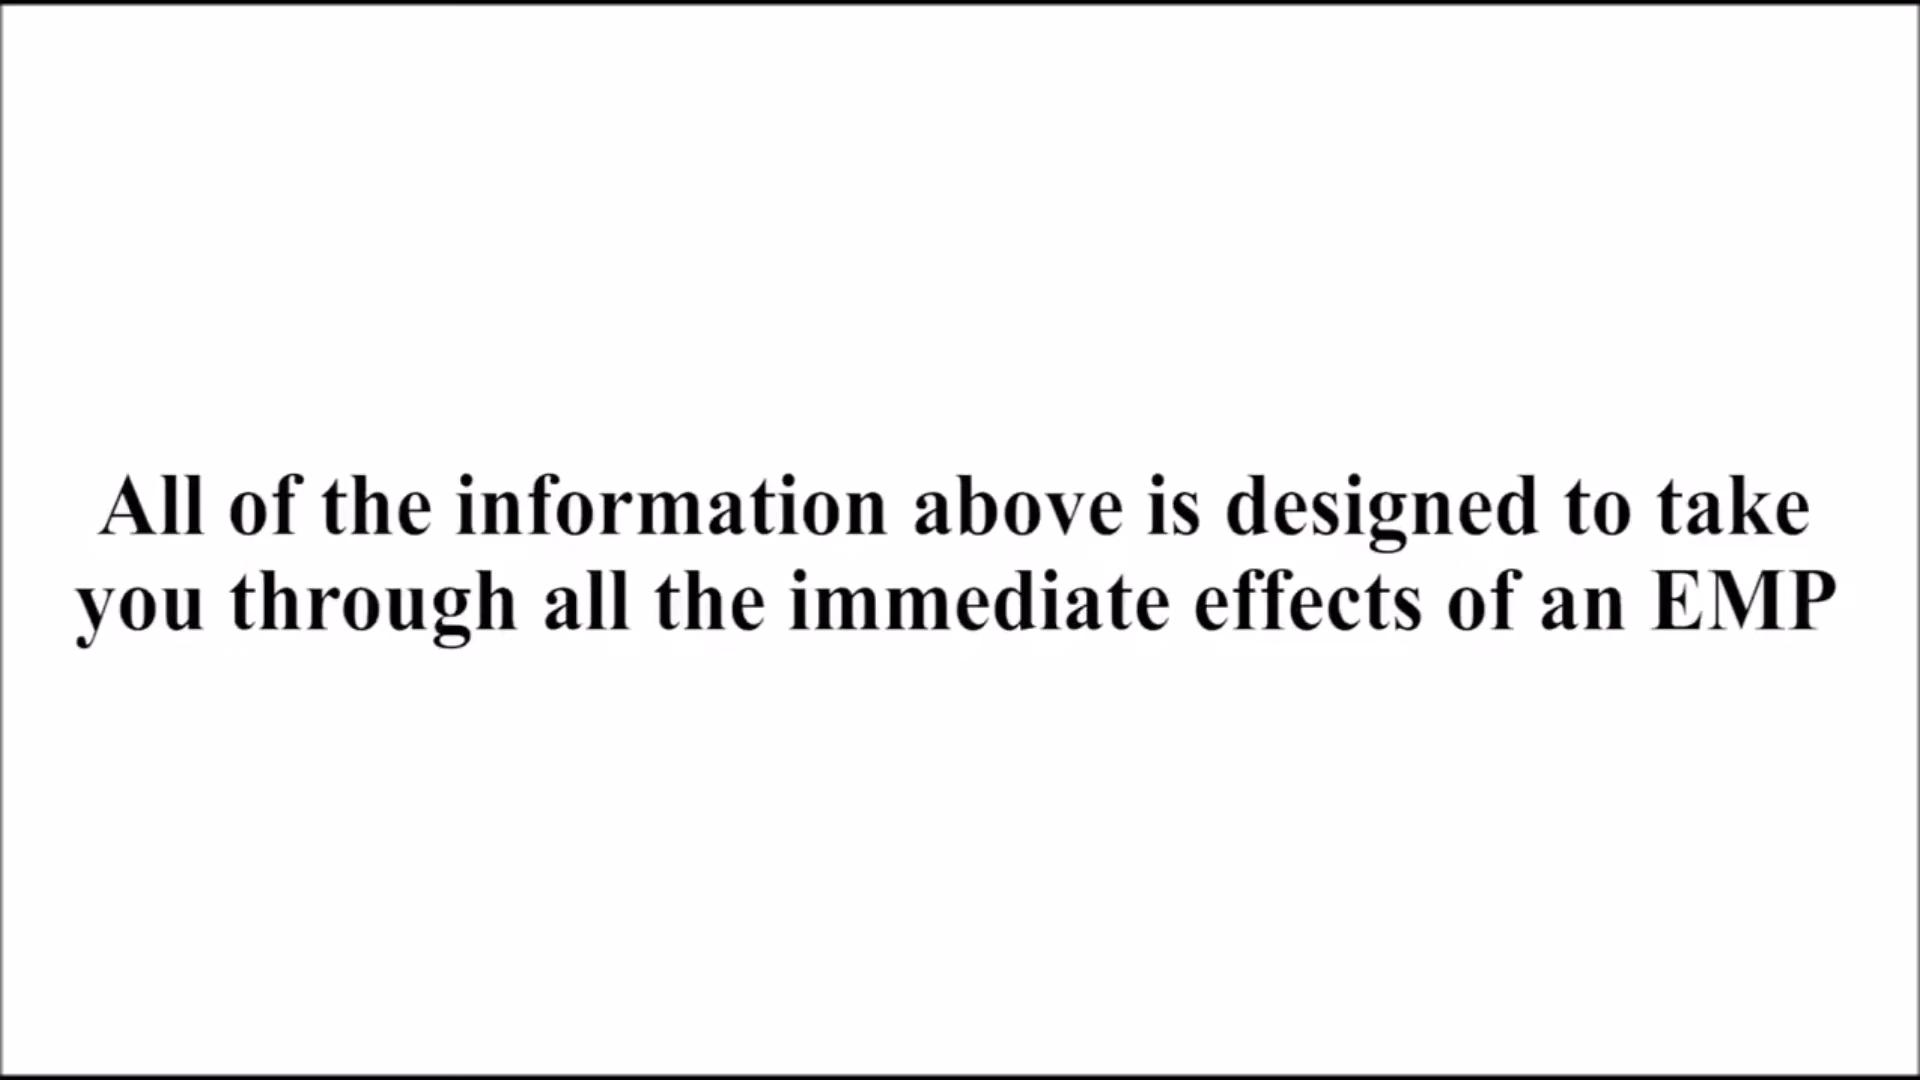 All of the information above is designed to take
you through all the immediate effects of an EMP